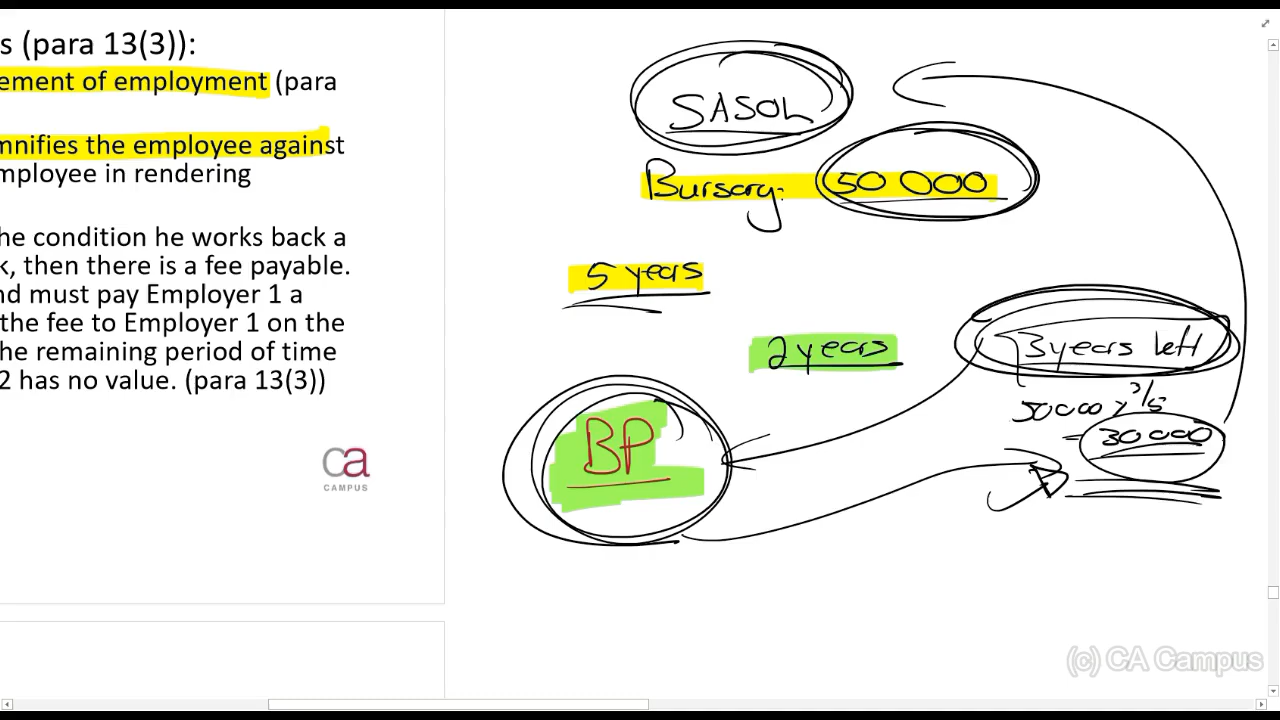 s (para 13(3)):
ement of employment (para
mnifies the employee against
mployee in rendering
he condition he works back a
k, then there is a fee payable.
nd must pay Employer 1 a
the fee to Employer 1 on the
he remaining period of time
2 has no value. (para 13(3))
ca
CAMPUS
SASOL
Bursary: 50 000
5 years
2 years
3 years left
50 000 x 3/5
= 30 000
BP
(c) CA Campus